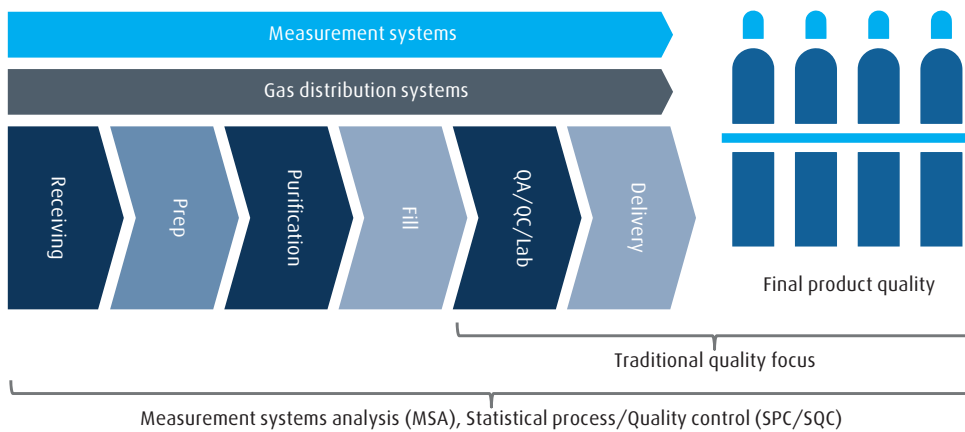 Measurement systems
Gas distribution systems
Receiving
Prep
Purification
Fill
QA/QC/Lab
Delivery
Final product quality
Traditional quality focus
Measurement systems analysis (MSA), Statistical process/Quality control (SPC/SQC)